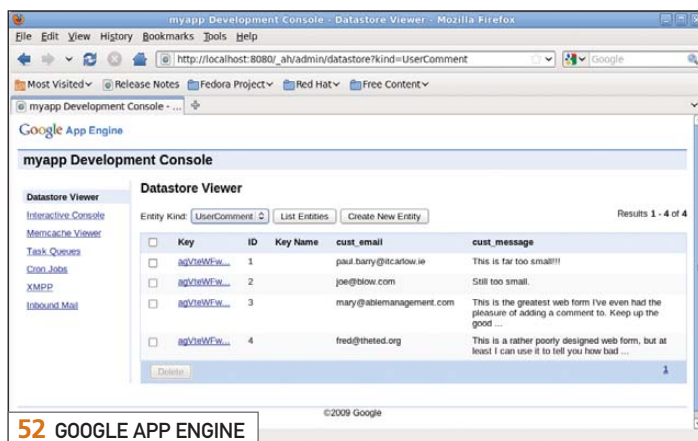 myapp Development Console - Datastore Viewer - Mozilla Firefox
File Edit View History Bookmarks Tools Help
http://localhost:8080/_ah/admin/datastore?kind=UserComment
Google
Most Visited Release Notes Fedora Project Red Hat Free Content
myapp Development Console - ...
Google App Engine
myapp Development Console
Datastore Viewer
Interactive Console
Memcache Viewer
Task Queues
Cron Jobs
XMPP
Inbound Mail
Datastore Viewer
Entity Kind: UserComment List Entities Create New Entity Results 1 - 4 of 4
Key ID Key Name cust_email cust_message
agVteWFw... 1 paul.barry@itcarlow.ie This is far too small!!!
agVteWFw... 2 joe@blow.com Still too small.
agVteWFw... 3 mary@ablemanagement.com This is the greatest web form I've even had the
pleasure of adding a comment to. Keep up the
good ...
agVteWFw... 4 fred@theted.org This is a rather poorly designed web form, but at
least I can use it to tell you how bad ...
Delete 1
©2009 Google
52 GOOGLE APP ENGINE